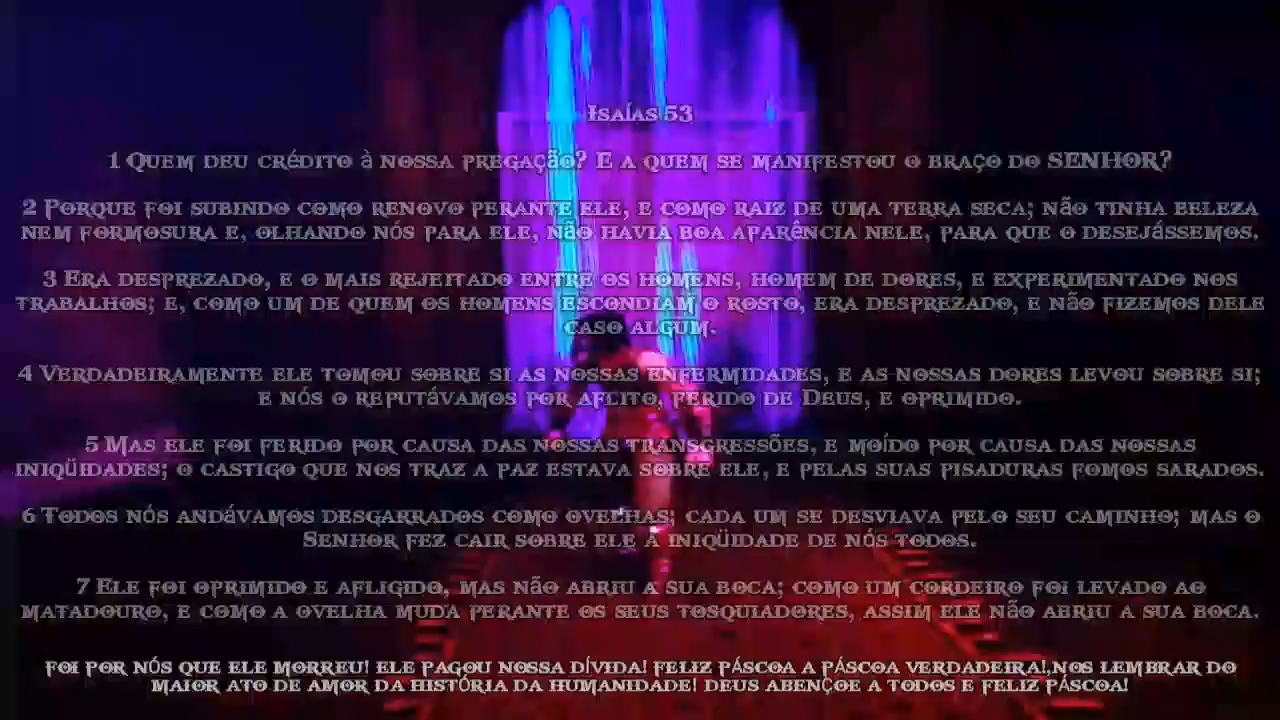 Isaías 53
1 Quem deu crédito à nossa pregação? E a quem se manifestou o braço do SENHOR?
2 Porque foi subindo como renovo perante ele, e como raiz de uma terra seca; não tinha beleza
nem formosura e, olhando nós para ele, não havia boa aparência nele, para que o desejássemos.
3 Era desprezado, e o mais rejeitado entre os homens, homem de dores, e experimentado nos
trabalhos; e, como um de quem os homens escondiam o rosto, era desprezado, e não fizemos dele
caso algum.
4 Verdadeiramente ele tomou sobre si as nossas enfermidades, e as nossas dores levou sobre si;
e nós o reputávamos por aflito, ferido de Deus, e oprimido.
5 Mas ele foi ferido por causa das nossas transgressões, e moído por causa das nossas
iniqüidades; o castigo que nos traz a paz estava sobre ele, e pelas suas pisaduras fomos sarados.
6 Todos nós andávamos desgarrados como ovelhas; cada um se desviava pelo seu caminho; mas o
Senhor fez cair sobre ele a iniqüidade de nós todos.
7 Ele foi oprimido e afligido, mas não abriu a sua boca; como um cordeiro foi levado ao
matadouro, e como a ovelha muda perante os seus tosquiadores, assim ele não abriu a sua boca.
FOI POR NÓS QUE ELE MORREU! ELE PAGOU NOSSA DÍVIDA! FELIZ PÁSCOA A PÁSCOA VERDADEIRA!,NOS LEMBRAR DO
MAIOR ATO DE AMOR DA HISTÓRIA DA HUMANIDADE! DEUS ABENÇOE A TODOS E FELIZ PÁSCOA!